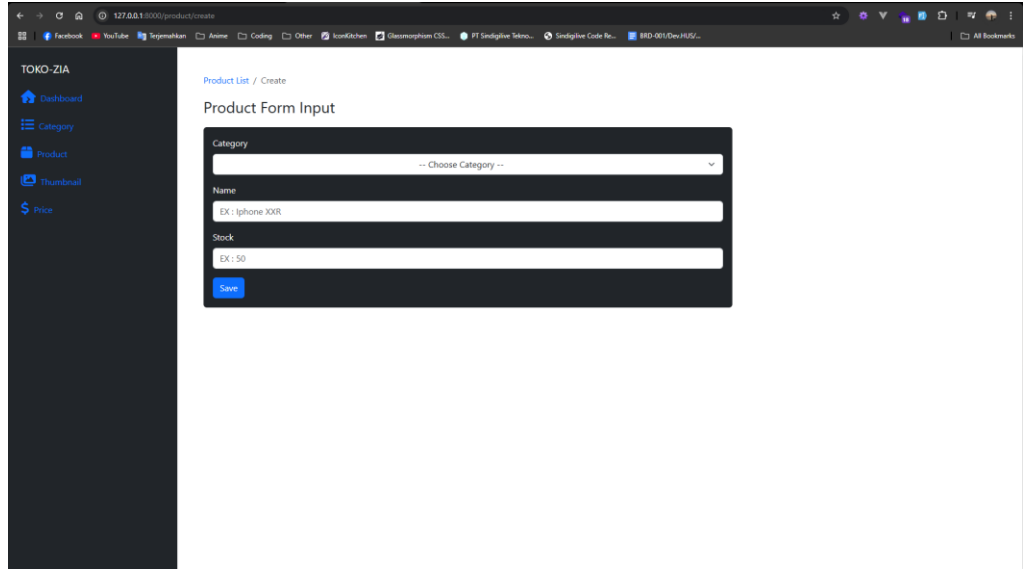 127.0.0.1:8000/product/create
Facebook YouTube Terjemahkan Anime Coding Other IconKitchen Glassmorphism CSS... PT Sindigilive Tekno... Sindigilive Code Re... BRD-001/Dev.HUS/... All Bookmarks
TOKO-ZIA
Dashboard
Category
Product
Thumbnail
Price
Product List / Create
Product Form Input
Category
-- Choose Category --
Name
EX : Iphone XXR
Stock
EX : 50
Save